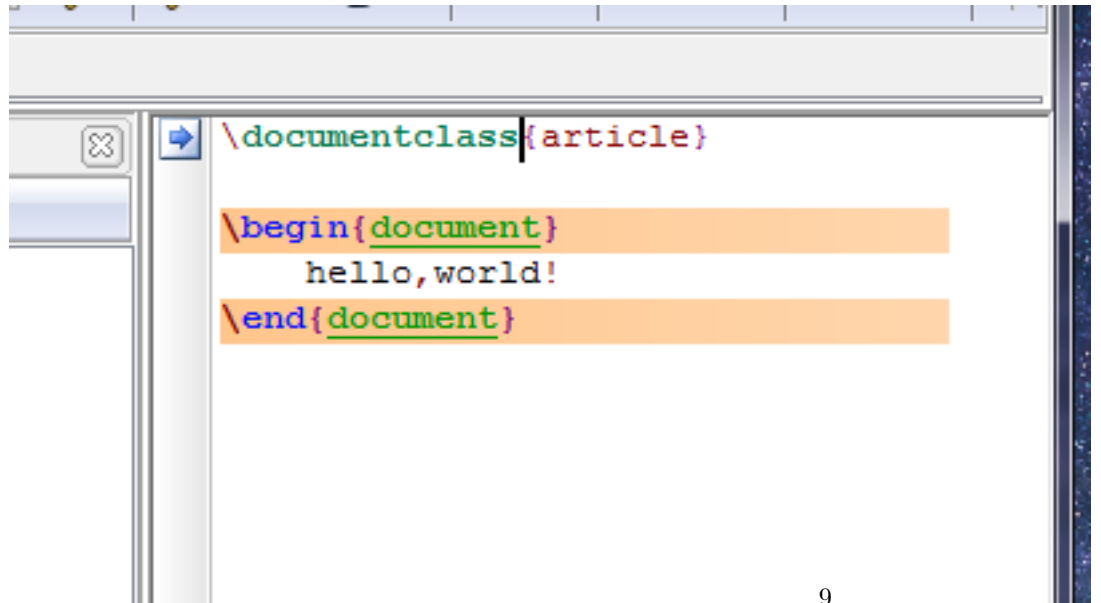 \documentclass{article}
\begin{document}
hello,world!
\end{document}
9